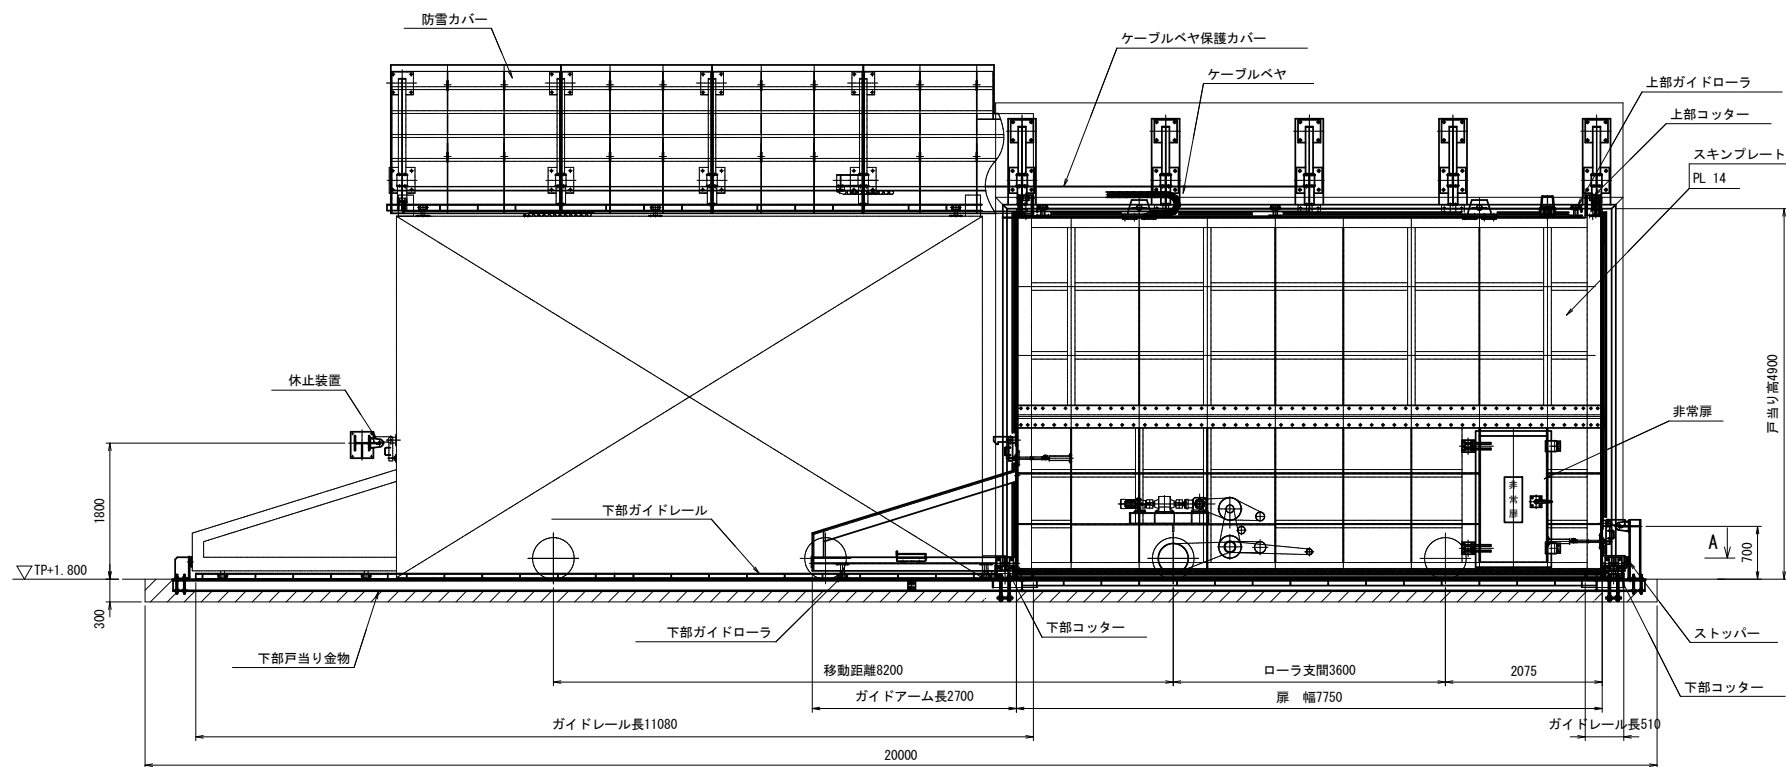 防雪カバー
ケーブルベヤ保護カバー
ケーブルベヤ
上部ガイドローラ
上部コッター
スキンプレート
PL 14
戸当り高4900
休止装置
非常扉
非常扉
1800
下部ガイドレール
A
700
TP+1.800
300
下部ガイドローラ
下部コッター
ストッパー
下部戸当り金物
移動距離8200
ローラ支間3600
2075
下部コッター
ガイドアーム長2700
扉 幅7750
ガイドレール長11080
ガイドレール長510
20000